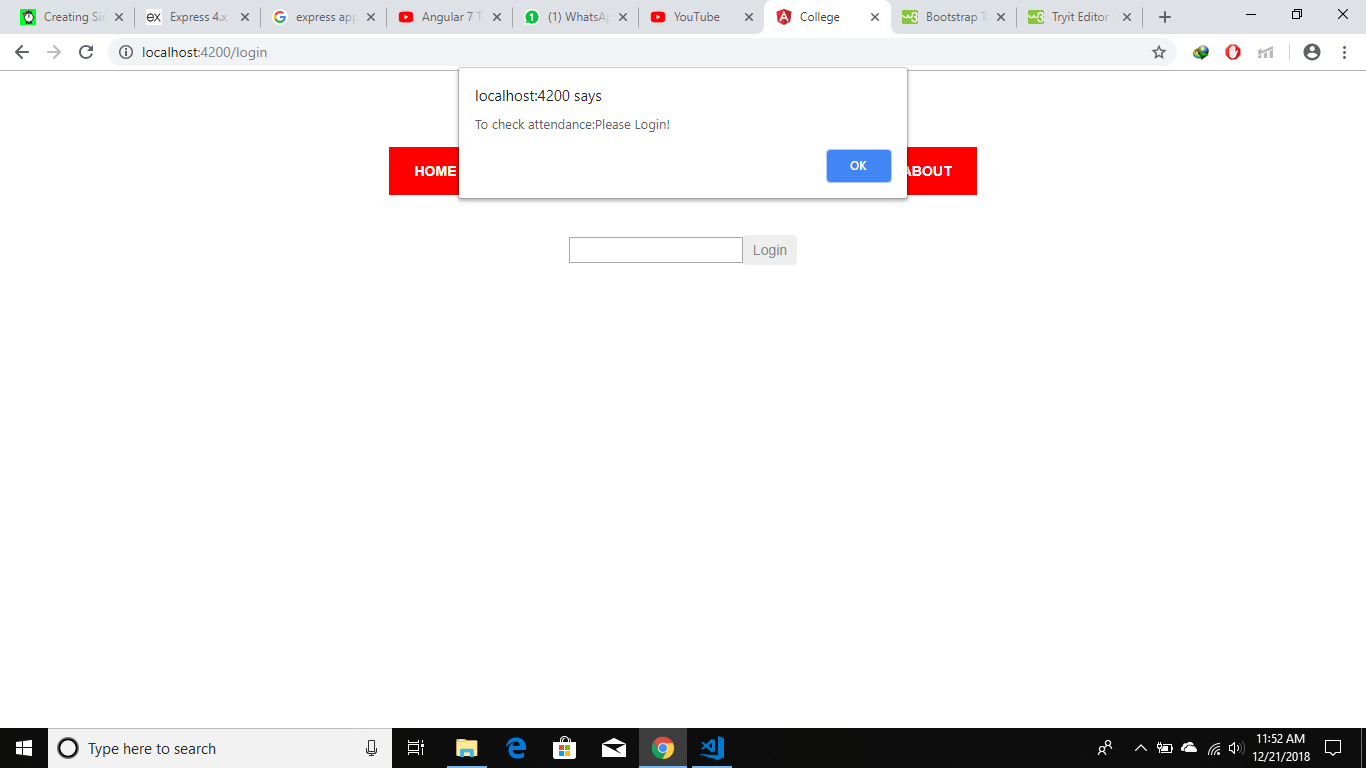 Creating Si
Express 4.x
express app
Angular 7 T
(1) WhatsA
YouTube
College
Bootstrap Ta
Tryit Editor
localhost:4200/login
localhost:4200 says
To check attendance:Please Login!
OK
HOME
ABOUT
Login
Type here to search
11:52 AM
12/21/2018